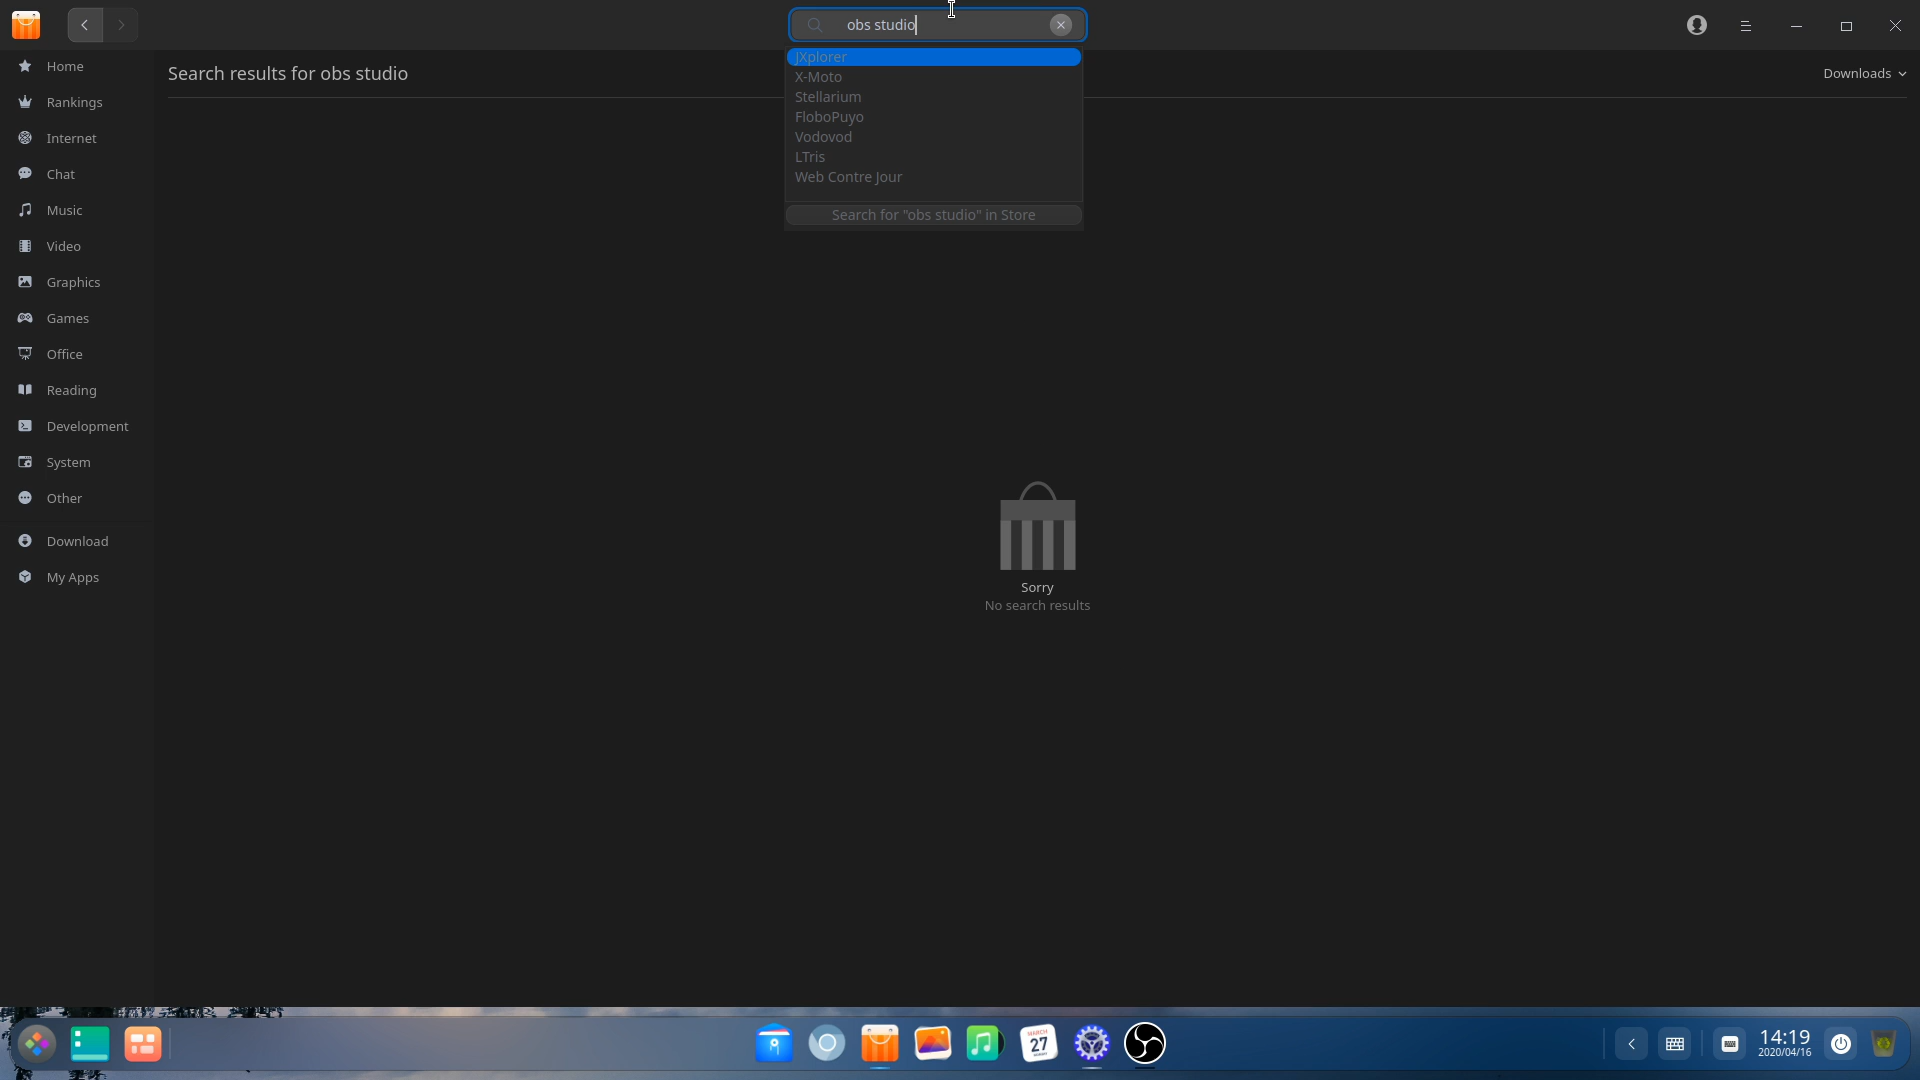 obs studio
JXplorer
X-Moto
Stellarium
FloboPuyo
Vodovod
LTris
Web Contre Jour
Search for "obs studio" in Store
Home
Rankings
Internet
Chat
Music
Video
Graphics
Games
Office
Reading
Development
System
Other
Download
My Apps
Search results for obs studio
Downloads
Sorry
No search results
MARCH
27
14:19
2020/04/16